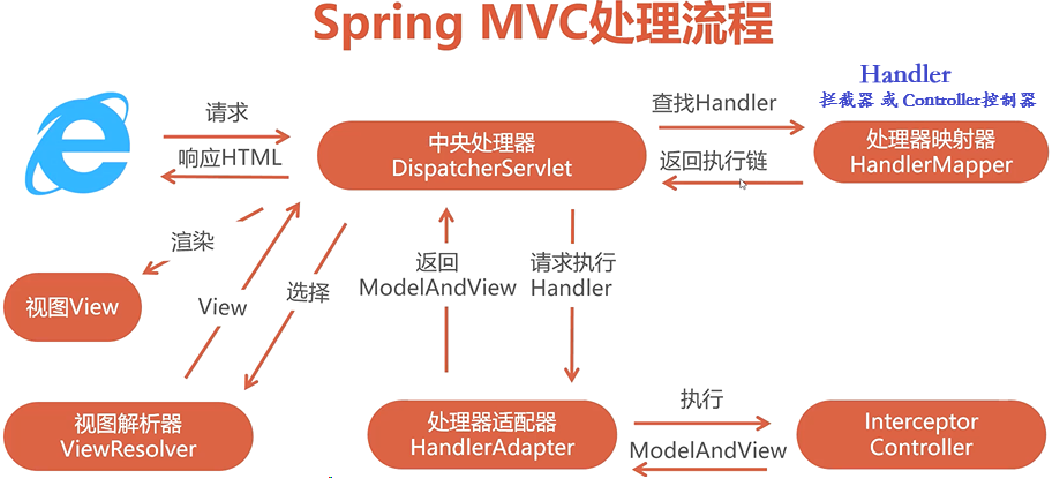 Spring MVC处理流程
Handler
拦截器 或 Controller控制器
请求
响应HTML
中央处理器
DispatcherServlet
查找Handler
返回执行链
处理器映射器
HandlerMapper
渲染
视图View
View
选择
返回
ModelAndView
请求执行
Handler
视图解析器
ViewResolver
处理器适配器
HandlerAdapter
执行
ModelAndView
Interceptor
Controller